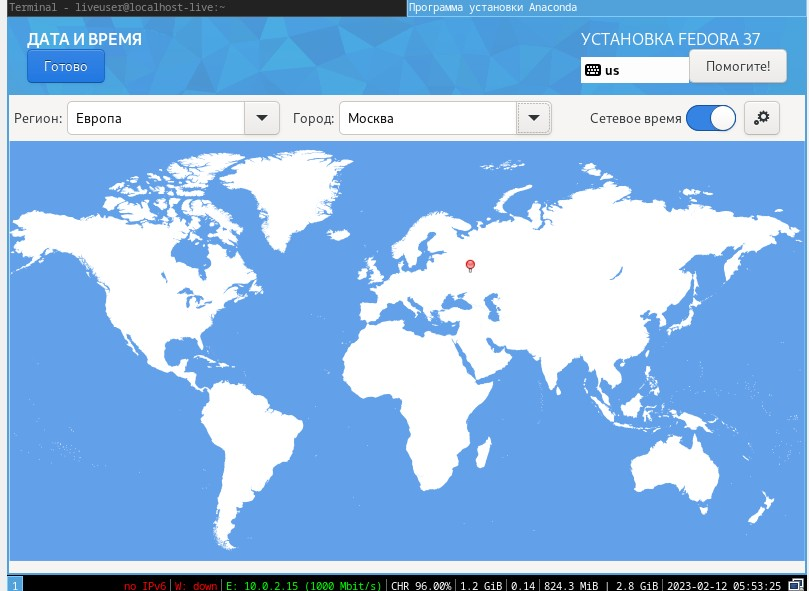 Terminal - liveuser@localhost-live:~
Программа установки Anaconda
ДАТА И ВРЕМЯ
УСТАНОВКА FEDORA 37
Готово
us
Помогите!
Регион:
Европа
Город:
Москва
Сетевое время
1
no IPv6
W: down
E: 10.0.2.15 (1000 Mbit/s)
CHR 96.00%
1.2 GiB
0.14
824.3 MiB | 2.8 GiB
2023-02-12 05:53:25